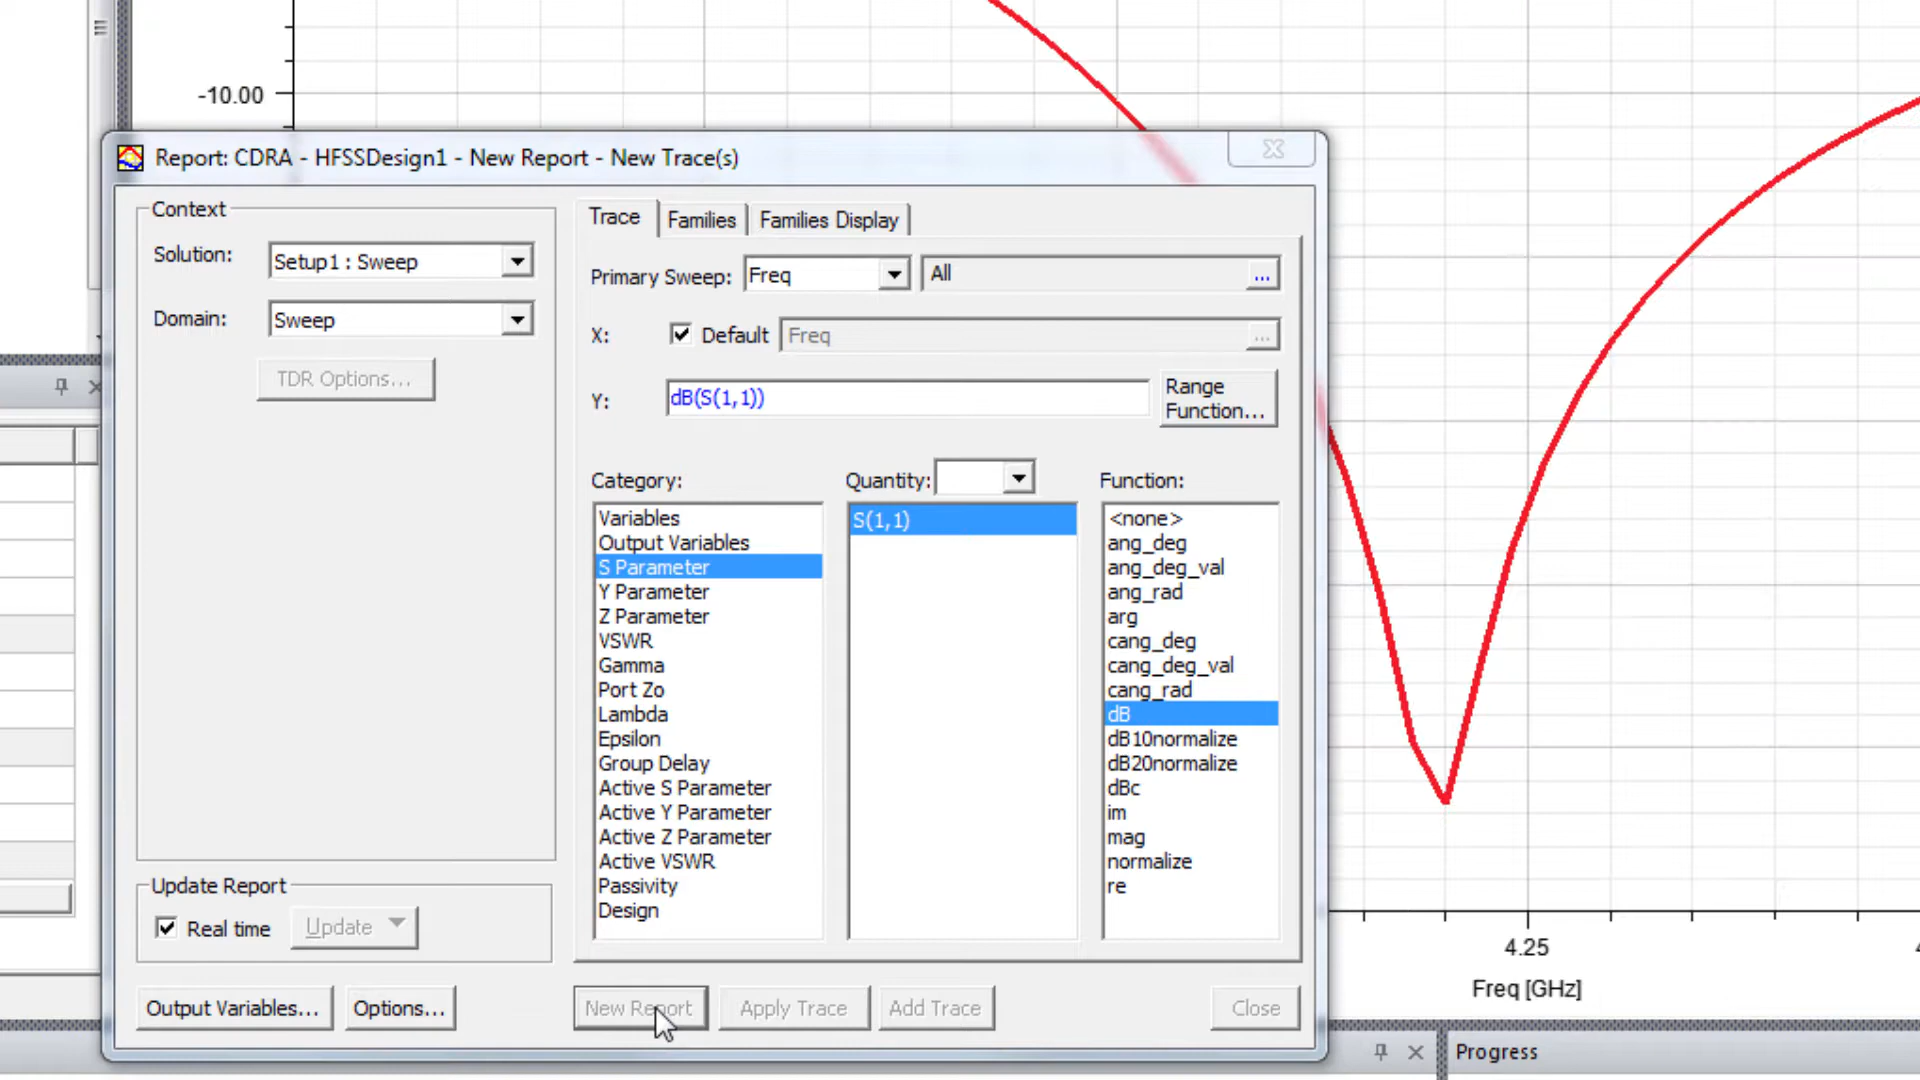 -10.00
Report: CDRA - HFSSDesign1 - New Report - New Trace(s)
Context
Solution:
Setup1 : Sweep
Domain:
Sweep
TDR Options...
Trace
Families
Families Display
Primary Sweep:
Freq
All
...
X:
Default
Freq
...
Y:
dB(S(1,1))
Range
Function...
Category:
Quantity:
Function:
Variables
Output Variables
S Parameter
Y Parameter
Z Parameter
VSWR
Gamma
Port Zo
Lambda
Epsilon
Group Delay
Active S Parameter
Active Y Parameter
Active Z Parameter
Active VSWR
Passivity
Design
S(1,1)
<none>
ang_deg
ang_deg_val
ang_rad
arg
cang_deg
cang_deg_val
cang_rad
dB
dB10normalize
dB20normalize
dBc
im
mag
normalize
re
Update Report
Real time
Update
Output Variables...
Options...
New Report
Apply Trace
Add Trace
Close
4.25
Freq [GHz]
Progress